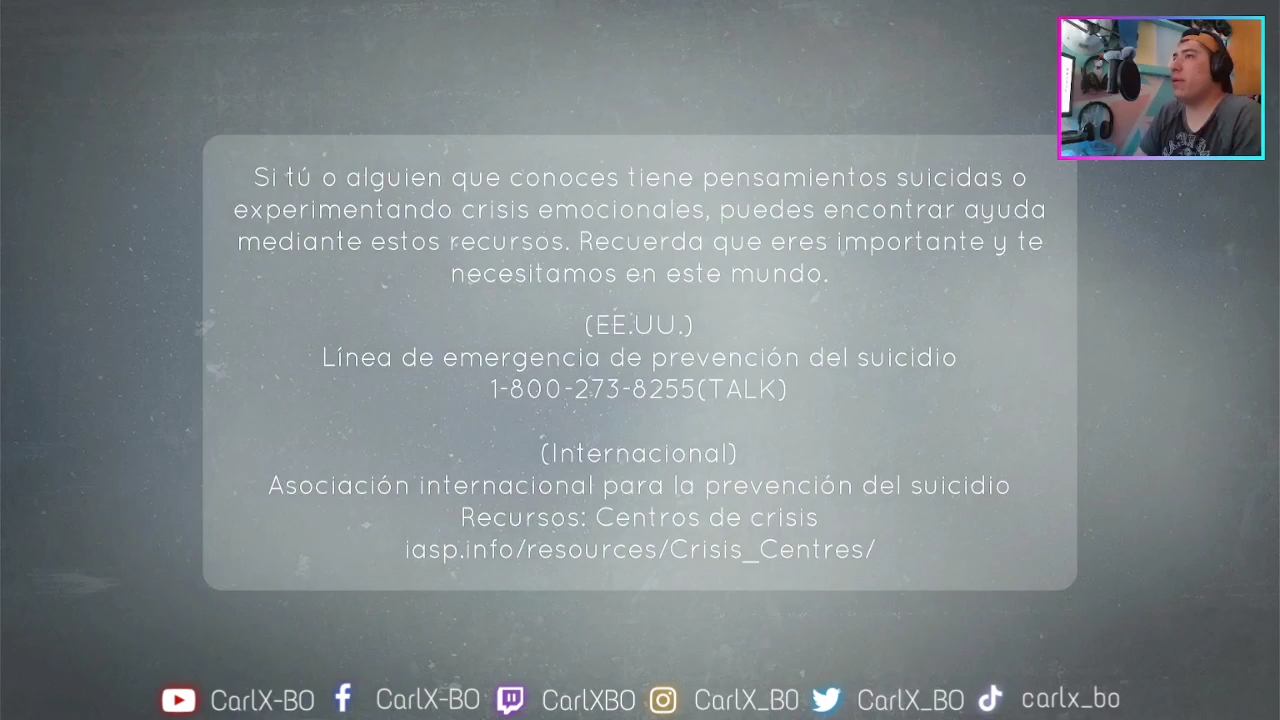 Si tú o alguien que conoces tiene pensamientos suicidas o
experimentando crisis emocionales, puedes encontrar ayuda
mediante estos recursos. Recuerda que eres importante y te
necesitamos en este mundo.
(EE.UU.)
Línea de emergencia de prevención del suicidio
1-800-273-8255(TALK)
(Internacional)
Asociación internacional para la prevención del suicidio
Recursos: Centros de crisis
iasp.info/resources/Crisis_Centres/
CarlX-BO CarlX-BO CarlXBO CarlX_BO CarlX_BO carlx_bo